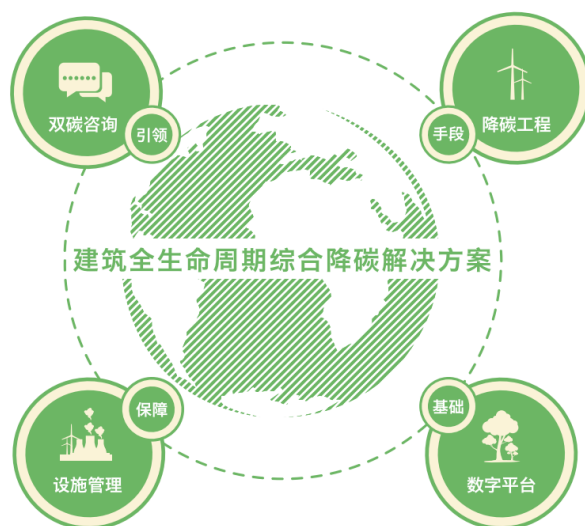 双碳咨询
引领
手段
降碳工程
建筑全生命周期综合降碳解决方案
保障
设施管理
基础
数字平台